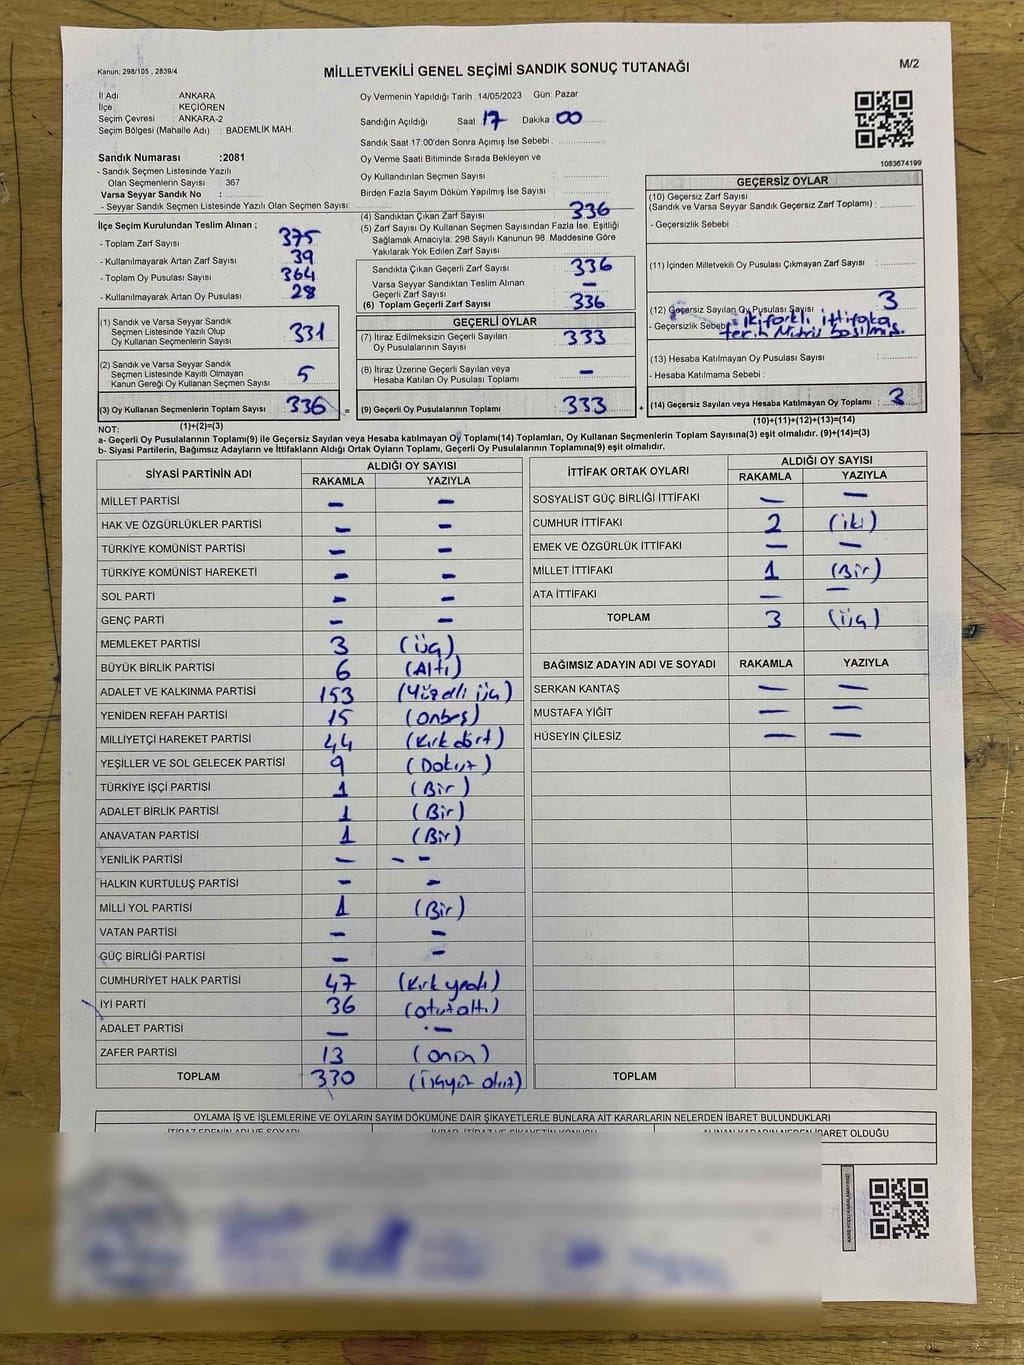 Kanun: 298/105 , 2839/4
MİLLETVEKİLİ GENEL SEÇİMİ SANDIK SONUÇ TUTANAĞI
M/2
İl Adı : ANKARA
İlçe : KEÇİÖREN
Seçim Çevresi : ANKARA-2
Seçim Bölgesi (Mahalle Adı) : BADEMLİK MAH.
Sandık Numarası :2081
- Sandık Seçmen Listesinde Yazılı
Olan Seçmenlerin Sayısı : 367
Varsa Seyyar Sandık No :
- Seyyar Sandık Seçmen Listesinde Yazılı Olan Seçmen Sayısı:
Oy Vermenin Yapıldığı Tarih :14/05/2023 Gün: Pazar
Sandığın Açıldığı Saat: 17 Dakika: 00
Sandık Saat 17:00'den Sonra Açımış İse Sebebi :
Oy Verme Saati Bitiminde Sırada Bekleyen ve
Oy Kullandırılan Seçmen Sayısı :
Birden Fazla Sayım Döküm Yapılmış İse Sayısı :
1083674199
İlçe Seçim Kurulundan Teslim Alınan ;
- Toplam Zarf Sayısı : 375
- Kullanılmayarak Artan Zarf Sayısı : 39
- Toplam Oy Pusulası Sayısı : 364
- Kullanılmayarak Artan Oy Pusulası : 28
(1) Sandık ve Varsa Seyyar Sandık
Seçmen Listesinde Yazılı Olup
Oy Kullanan Seçmenlerin Sayısı : 331
(2) Sandık ve Varsa Seyyar Sandık
Seçmen Listesinde Kayıtlı Olmayan
Kanun Gereği Oy Kullanan Seçmen Sayısı : 5
(3) Oy Kullanan Seçmenlerin Toplam Sayısı : 336 =
(1)+(2)=(3)
(4) Sandıktan Çıkan Zarf Sayısı : 336
(5) Zarf Sayısı Oy Kullanan Seçmen Sayısından Fazla İse, Eşitliği
Sağlamak Amacıyla; 298 Sayılı Kanunun 98. Maddesine Göre
Yakılarak Yok Edilen Zarf Sayısı :
Sandıkta Çıkan Geçerli Zarf Sayısı : 336
Varsa Seyyar Sandıktan Teslim Alınan
Geçerli Zarf Sayısı : -
(6) Toplam Geçerli Zarf Sayısı : 336
GEÇERLİ OYLAR
(7) İtiraz Edilmeksizin Geçerli Sayılan
Oy Pusulalarının Sayısı : 333
(8) İtiraz Üzerine Geçerli Sayılan veya
Hesaba Katılan Oy Pusulası Toplamı : -
(9) Geçerli Oy Pusulalarının Toplamı : 333 +
GEÇERSİZ OYLAR
(10) Geçersiz Zarf Sayısı
(Sandık ve Varsa Seyyar Sandık Geçersiz Zarf Toplamı) :
- Geçersizlik Sebebi :
(11) İçinden Milletvekili Oy Pusulası Çıkmayan Zarf Sayısı :
(12) Geçersiz Sayılan Oy Pusulası Sayısı : 3
- Geçersizlik Sebebi : iki farklı ittifaka
tercih Mührü basılmış.
(13) Hesaba Katılmayan Oy Pusulası Sayısı :
- Hesaba Katılmama Sebebi :
(14) Geçersiz Sayılan veya Hesaba Katılmayan Oy Toplamı : 3
(10)+(11)+(12)+(13)=(14)
NOT:
a- Geçerli Oy Pusulalarının Toplamı(9) ile Geçersiz Sayılan veya Hesaba katılmayan Oy Toplamı(14) Toplamları, Oy Kullanan Seçmenlerin Toplam Sayısına(3) eşit olmalıdır. (9)+(14)=(3)
b- Siyasi Partilerin, Bağımsız Adayların ve İttifakların Aldığı Ortak Oyların Toplamı, Geçerli Oy Pusulalarının Toplamına(9) eşit olmalıdır.
SİYASİ PARTİNİN ADI ALDIĞI OY SAYISI
RAKAMLA YAZIYLA
MİLLET PARTİSİ - -
HAK VE ÖZGÜRLÜKLER PARTİSİ - -
TÜRKİYE KOMÜNİST PARTİSİ - -
TÜRKİYE KOMÜNİST HAREKETİ - -
SOL PARTİ - -
GENÇ PARTİ - -
MEMLEKET PARTİSİ 3 (üç)
BÜYÜK BİRLİK PARTİSİ 6 (Altı)
ADALET VE KALKINMA PARTİSİ 153 (Yüzelli üç)
YENİDEN REFAH PARTİSİ 15 (onbeş)
MİLLİYETÇİ HAREKET PARTİSİ 44 (kırk dört)
YEŞİLLER VE SOL GELECEK PARTİSİ 9 (Dokuz)
TÜRKİYE İŞÇİ PARTİSİ 1 (Bir)
ADALET BİRLİK PARTİSİ 1 (Bir)
ANAVATAN PARTİSİ 1 (Bir)
YENİLİK PARTİSİ - - -
HALKIN KURTULUŞ PARTİSİ - -
MİLLİ YOL PARTİSİ 1 (Bir)
VATAN PARTİSİ - -
GÜÇ BİRLİĞİ PARTİSİ - -
CUMHURİYET HALK PARTİSİ 47 (kırk yedi)
İYİ PARTİ 36 (otuz altı)
ADALET PARTİSİ - -
ZAFER PARTİSİ 13 (onüç)
TOPLAM 330 (üçyüz otuz)
İTTİFAK ORTAK OYLARI ALDIĞI OY SAYISI
RAKAMLA YAZIYLA
SOSYALİST GÜÇ BİRLİĞİ İTTİFAKI - -
CUMHUR İTTİFAKI 2 (iki)
EMEK VE ÖZGÜRLÜK İTTİFAKI - -
MİLLET İTTİFAKI 1 (Bir)
ATA İTTİFAKI - -
TOPLAM 3 (üç)
BAĞIMSIZ ADAYIN ADI VE SOYADI RAKAMLA YAZIYLA
SERKAN KANTAŞ - -
MUSTAFA YİĞİT - -
HÜSEYİN ÇİLESİZ - -
TOPLAM
OYLAMA İŞ VE İŞLEMLERİNE VE OYLARIN SAYIM DÖKÜMÜNE DAİR ŞİKAYETLERLE BUNLARA AİT KARARLARIN NELERDEN İBARET BULUNDUKLARI
İTİRAZ EDENİN ADI VE SOYADI İHBAR, İTİRAZ VE ŞİKAYETİN KONUSU ALINAN KARARIN NEDEN İBARET OLDUĞU